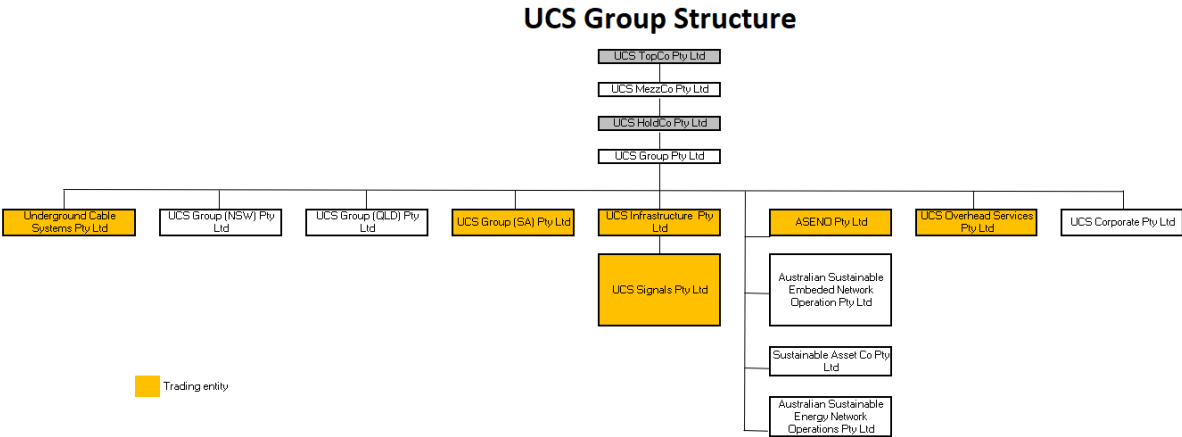 UCS Group Structure
UCS TopCo Pty Ltd
UCS MezzCo Pty Ltd
UCS HoldCo Pty Ltd
UCS Group Pty Ltd
Underground Cable
Systems Pty Ltd
UCS Group (NSW) Pty
Ltd
UCS Group (QLD) Pty
Ltd
UCS Group (SA) Pty Ltd
UCS Infrastructure Pty
Ltd
ASENO Pty Ltd
UCS Overhead Services
Pty Ltd
UCS Corporate Pty Ltd
UCS Signals Pty Ltd
Australian Sustainable
Embeded Network
Operation Pty Ltd
Sustainable Asset Co Pty
Ltd
Trading entity
Australian Sustainable
Energy Network
Operations Pty Ltd